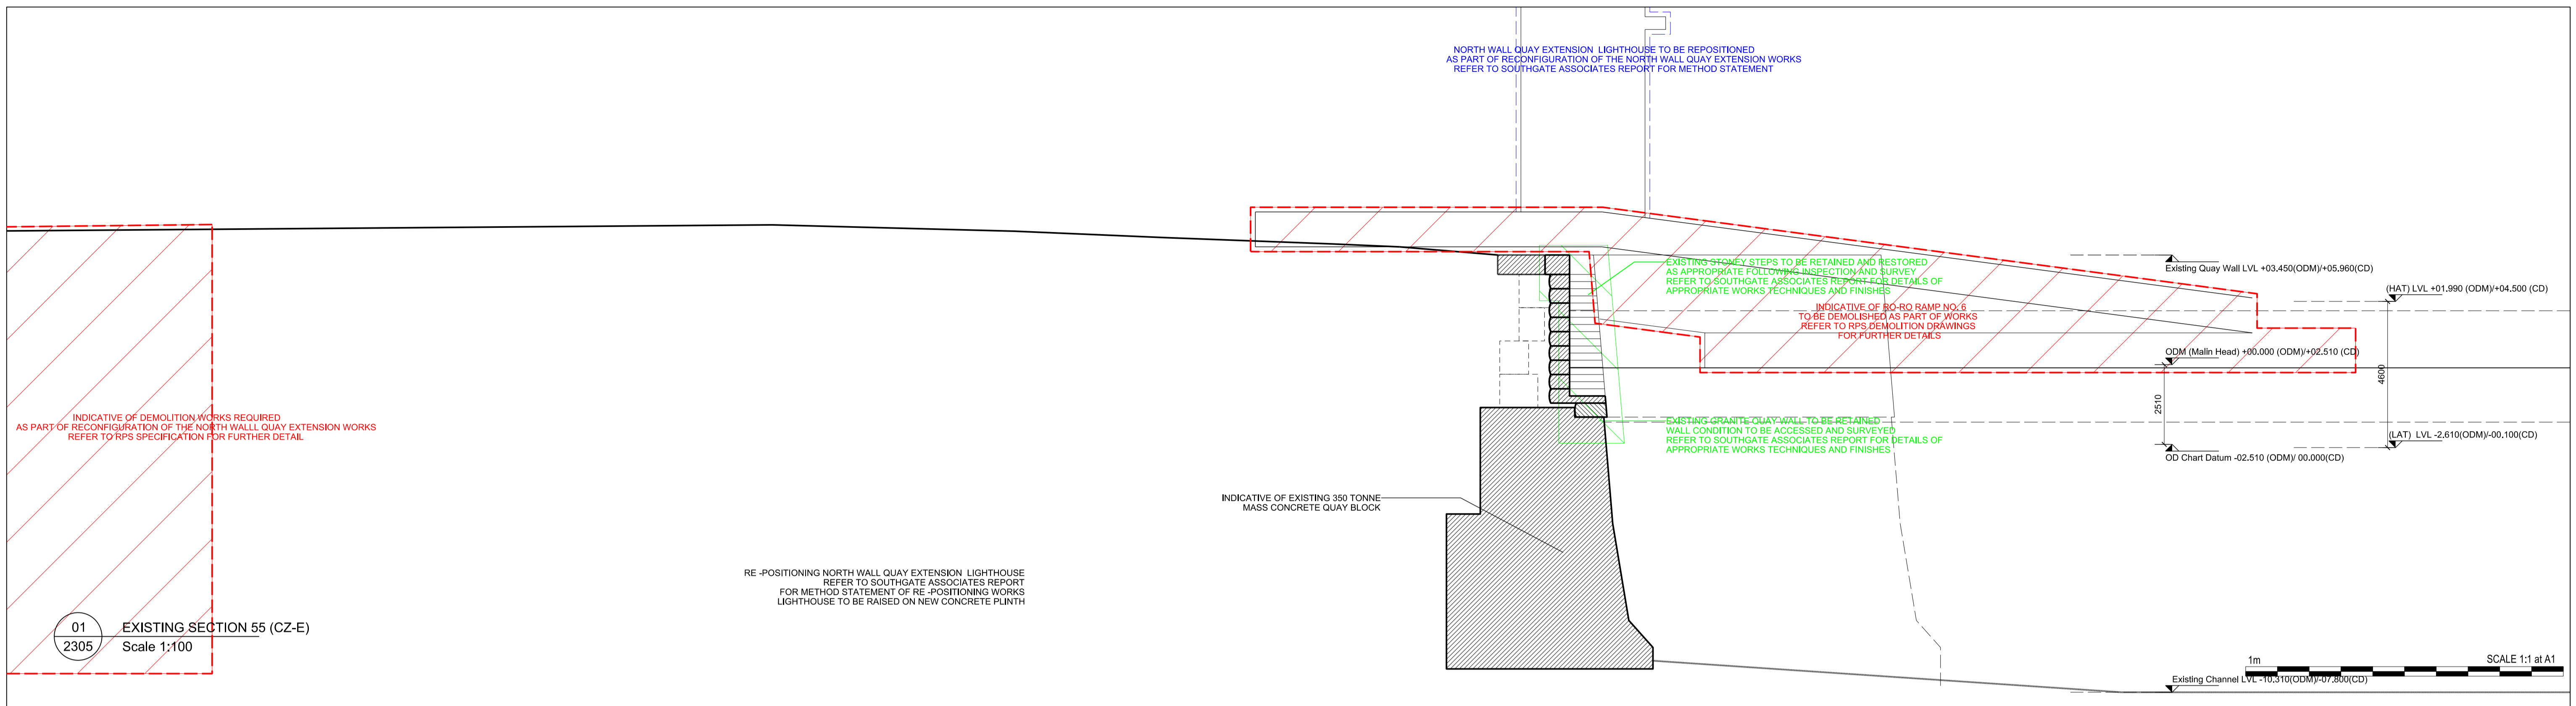 NORTH WALL QUAY EXTENSION LIGHTHOUSE TO BE REPOSITIONED
AS PART OF RECONFIGURATION OF THE NORTH WALL QUAY EXTENSION WORKS
REFER TO SOUTHGATE ASSOCIATES REPORT FOR METHOD STATEMENT
EXISTING STONEY STEPS TO BE RETAINED AND RESTORED
AS APPROPRIATE FOLLOWING INSPECTION AND SURVEY
REFER TO SOUTHGATE ASSOCIATES REPORT FOR DETAILS OF
APPROPRIATE WORKS TECHNIQUES AND FINISHES
INDICATIVE OF RO-RO RAMP NO. 6
TO BE DEMOLISHED AS PART OF WORKS
REFER TO RPS DEMOLITION DRAWINGS
FOR FURTHER DETAILS
Existing Quay Wall LVL +03.450(ODM)/+05.960(CD)
(HAT) LVL +01.990 (ODM)/+04.500 (CD)
ODM (Malin Head) +00.000 (ODM)/+02.510 (CD)
4600
2510
(LAT) LVL -2.610(ODM)/-00.100(CD)
OD Chart Datum -02.510 (ODM)/ 00.000(CD)
INDICATIVE OF DEMOLITION WORKS REQUIRED
AS PART OF RECONFIGURATION OF THE NORTH WALLL QUAY EXTENSION WORKS
REFER TO RPS SPECIFICATION FOR FURTHER DETAIL
EXISTING GRANITE QUAY WALL TO BE RETAINED
WALL CONDITION TO BE ACCESSED AND SURVEYED
REFER TO SOUTHGATE ASSOCIATES REPORT FOR DETAILS OF
APPROPRIATE WORKS TECHNIQUES AND FINISHES
INDICATIVE OF EXISTING 350 TONNE
MASS CONCRETE QUAY BLOCK
RE -POSITIONING NORTH WALL QUAY EXTENSION LIGHTHOUSE
REFER TO SOUTHGATE ASSOCIATES REPORT
FOR METHOD STATEMENT OF RE -POSITIONING WORKS
LIGHTHOUSE TO BE RAISED ON NEW CONCRETE PLINTH
01
2305
EXISTING SECTION 55 (CZ-E)
Scale 1:100
1m
SCALE 1:1 at A1
Existing Channel LVL -10.310(ODM)/-07.800(CD)